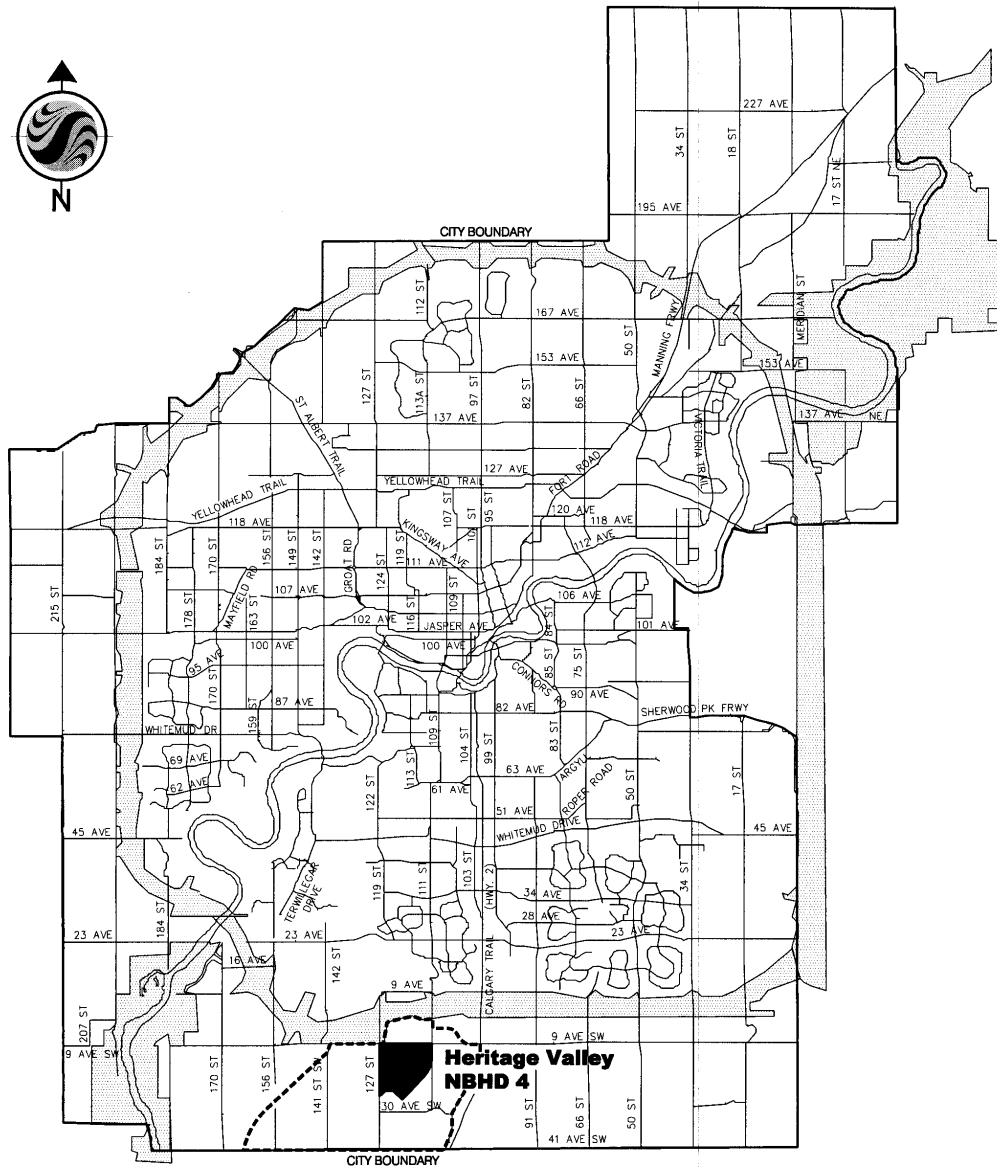 227 AVE
34 ST
18 ST
17 ST NE
N
195 AVE
CITY BOUNDARY
112 ST
167 AVE
50 ST
MANNING FRWY
MERIDIAN ST
153 AVE
153 AVE
127 ST
113A ST
97 ST
82 ST
66 ST
ST ALBERT TRAIL
137 AVE
VICTORIA TRAIL
137 AVE
NE
127 AVE
YELLOWHEAD TRAIL
YELLOWHEAD TRAIL
FORT ROAD
107 ST
95 ST
120 AVE
118 AVE
118 AVE
KINGSWAY AVE
112 AVE
184 ST
170 ST
156 ST
149 ST
142 ST
GROAT RD
124 ST
119 ST
111 AVE
215 ST
178 ST
MAYFIELD RD
163 ST
107 AVE
109 ST
106 AVE
116 ST
102 AVE
JASPER AVE
84 ST
101 AVE
100 AVE
100 AVE
95 AVE
170 ST
CONNORS RD
85 ST
75 ST
90 AVE
159 ST
87 AVE
82 AVE
SHERWOOD PK FRWY
WHITEMUD DR
109 ST
104 ST
99 ST
83 ST
69 AVE
62 AVE
113 ST
63 AVE
61 AVE
ARGYLL
ROPER ROAD
50 ST
17 ST
122 ST
51 AVE
WHITEMUD DRIVE
45 AVE
45 AVE
TERWILLEGAR
DRIVE
119 ST
111 ST
103 ST
(HWY. 2)
34 AVE
34 ST
28 AVE
184 ST
23 AVE
23 AVE
23 AVE
142 ST
16 AVE
CALGARY TRAIL
9 AVE
207 ST
9 AVE SW
9 AVE SW
Heritage Valley
NBHD 4
170 ST
156 ST
141 ST SW
127 ST
30 AVE SW
91 ST
66 ST
50 ST
41 AVE SW
CITY BOUNDARY